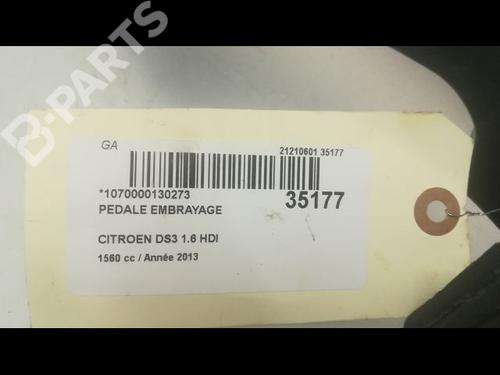 B-PARTS
GA
21210601 35177
*1070000130273
35177
PEDALE EMBRAYAGE
CITROEN DS3 1.6 HDI
1560 cc / Année 2013